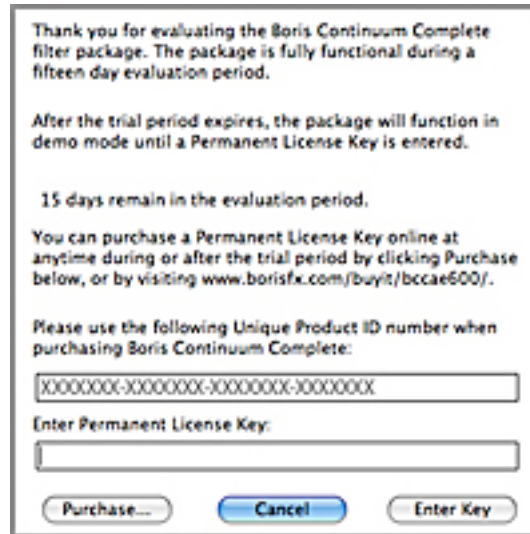 Thank you for evaluating the Boris Continuum Complete
filter package. The package is fully functional during a
fifteen day evaluation period.
After the trial period expires, the package will function in
demo mode until a Permanent License Key is entered.
15 days remain in the evaluation period.
You can purchase a Permanent License Key online at
anytime during or after the trial period by clicking Purchase
below, or by visiting www.borisfx.com/buyit/bccae600/.
Please use the following Unique Product ID number when
purchasing Boris Continuum Complete:
XXXXXXX-XXXXXXX-XXXXXXX-XXXXXXX
Enter Permanent License Key:
Purchase... Cancel Enter Key